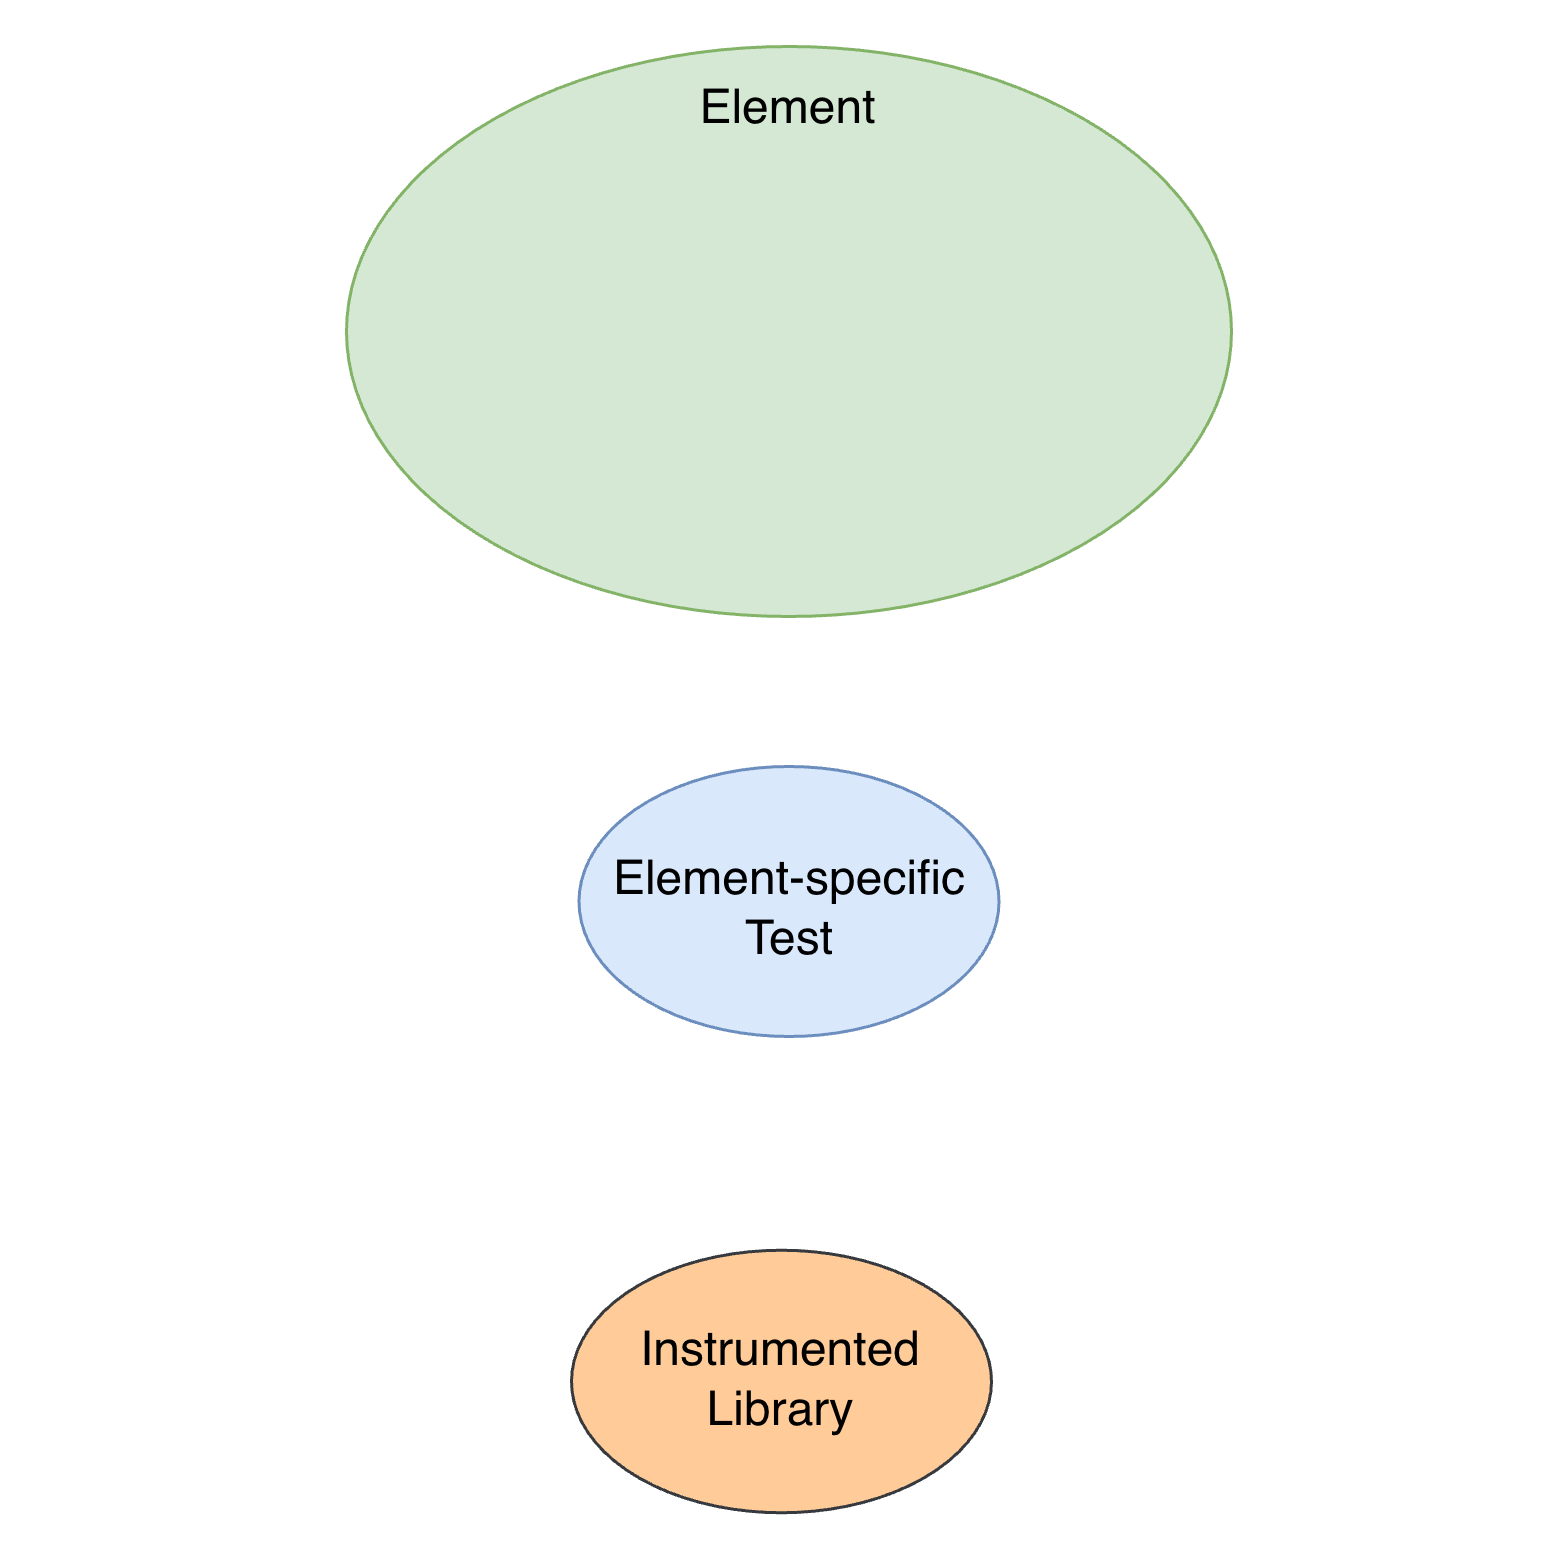 Element
Element-specific
Test
Instrumented
Library